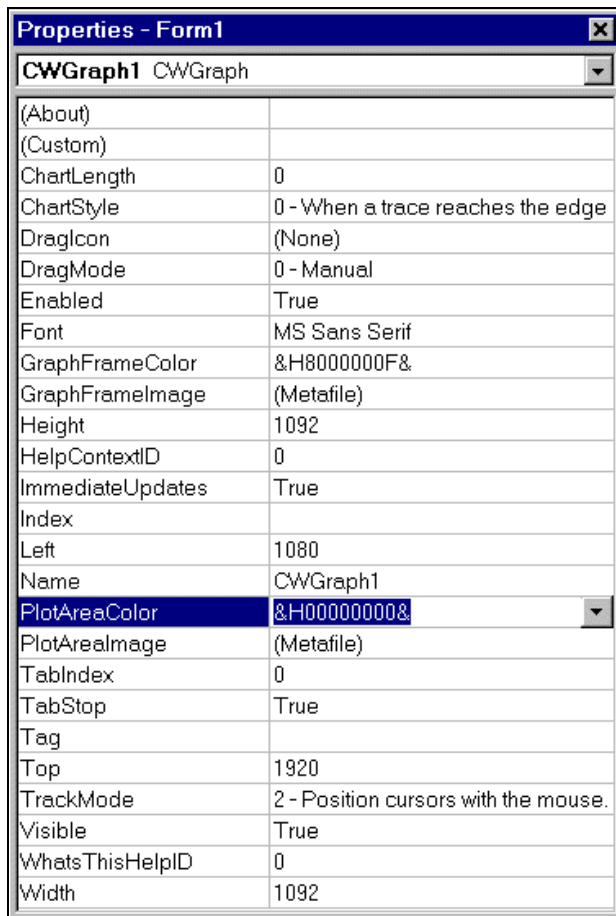 Properties - Form1
CWGraph1 CWGraph
(About)
(Custom)
ChartLength 0
ChartStyle 0 - When a trace reaches the edge
DragIcon (None)
DragMode 0 - Manual
Enabled True
Font MS Sans Serif
GraphFrameColor &H8000000F&
GraphFrameImage (Metafile)
Height 1092
HelpContextID 0
ImmediateUpdates True
Index
Left 1080
Name CWGraph1
PlotAreaColor &H00000000&
PlotAreaImage (Metafile)
TabIndex 0
TabStop True
Tag
Top 1920
TrackMode 2 - Position cursors with the mouse.
Visible True
WhatsThisHelpID 0
Width 1092